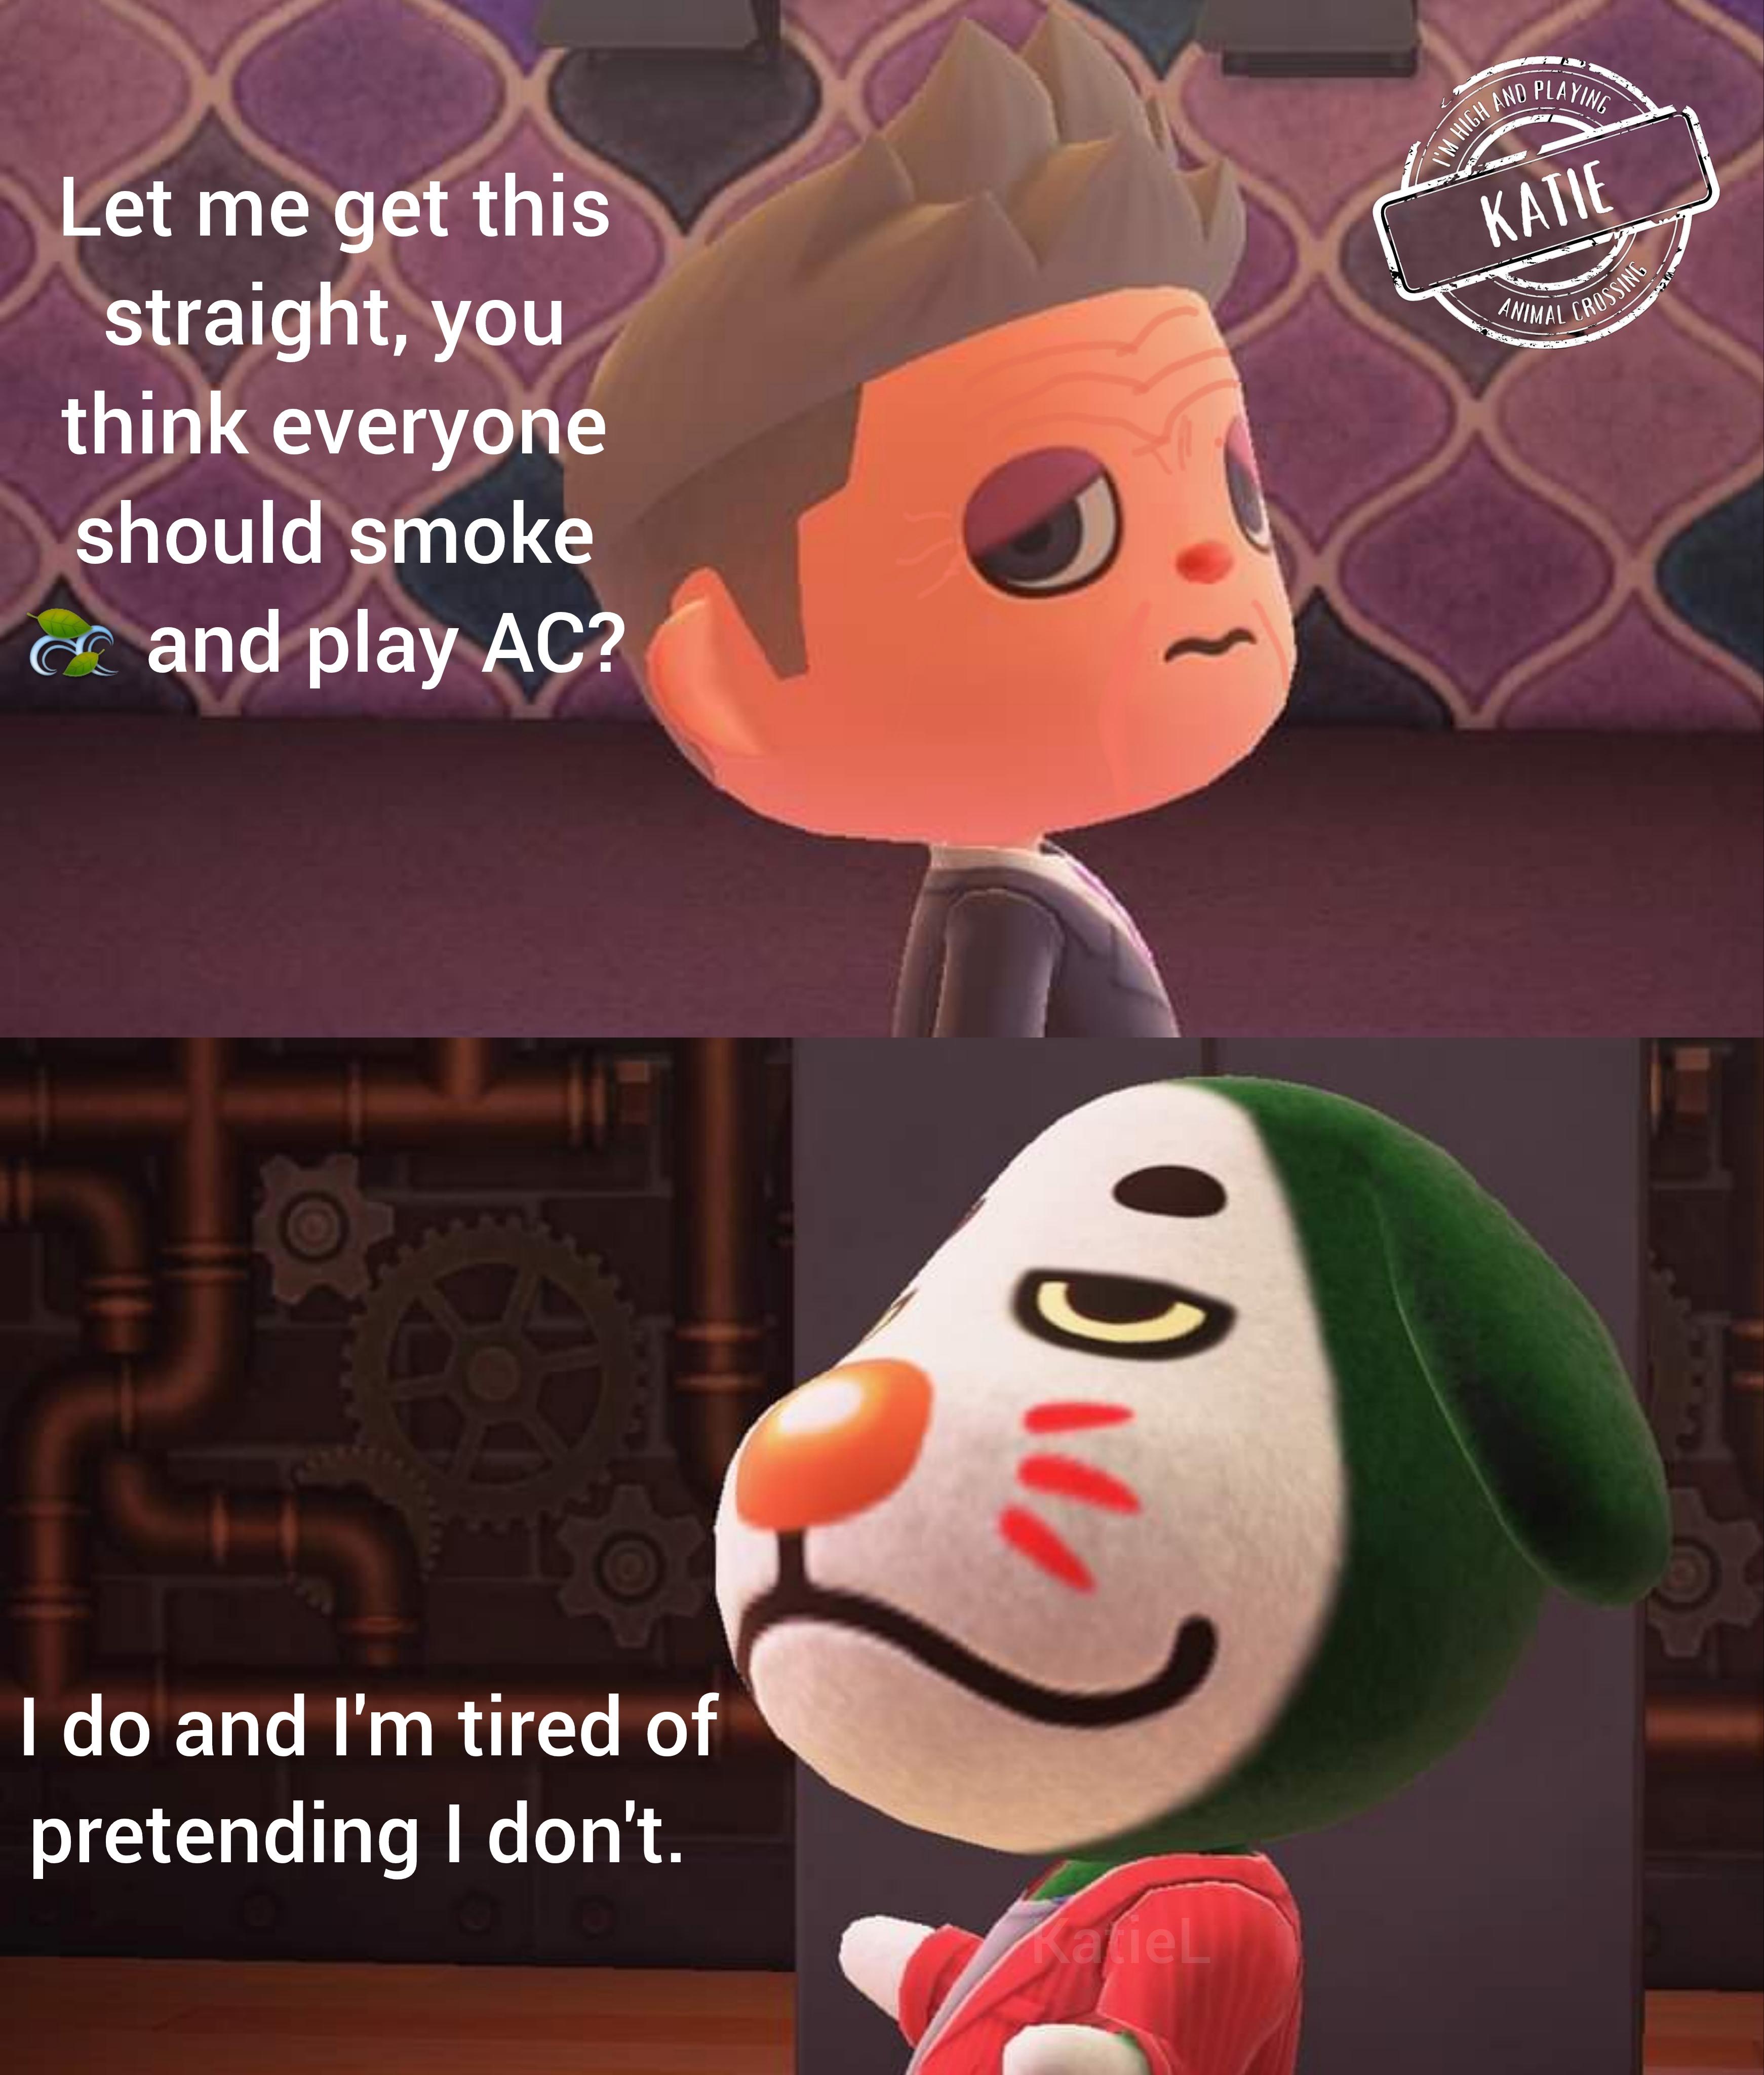 I'M HIGH AND PLAYING
KATIE
ANIMAL CROSSING
Let me get this
straight, you
think everyone
should smoke
🍃 and play AC?
I do and I'm tired of
pretending I don't.
KatieL